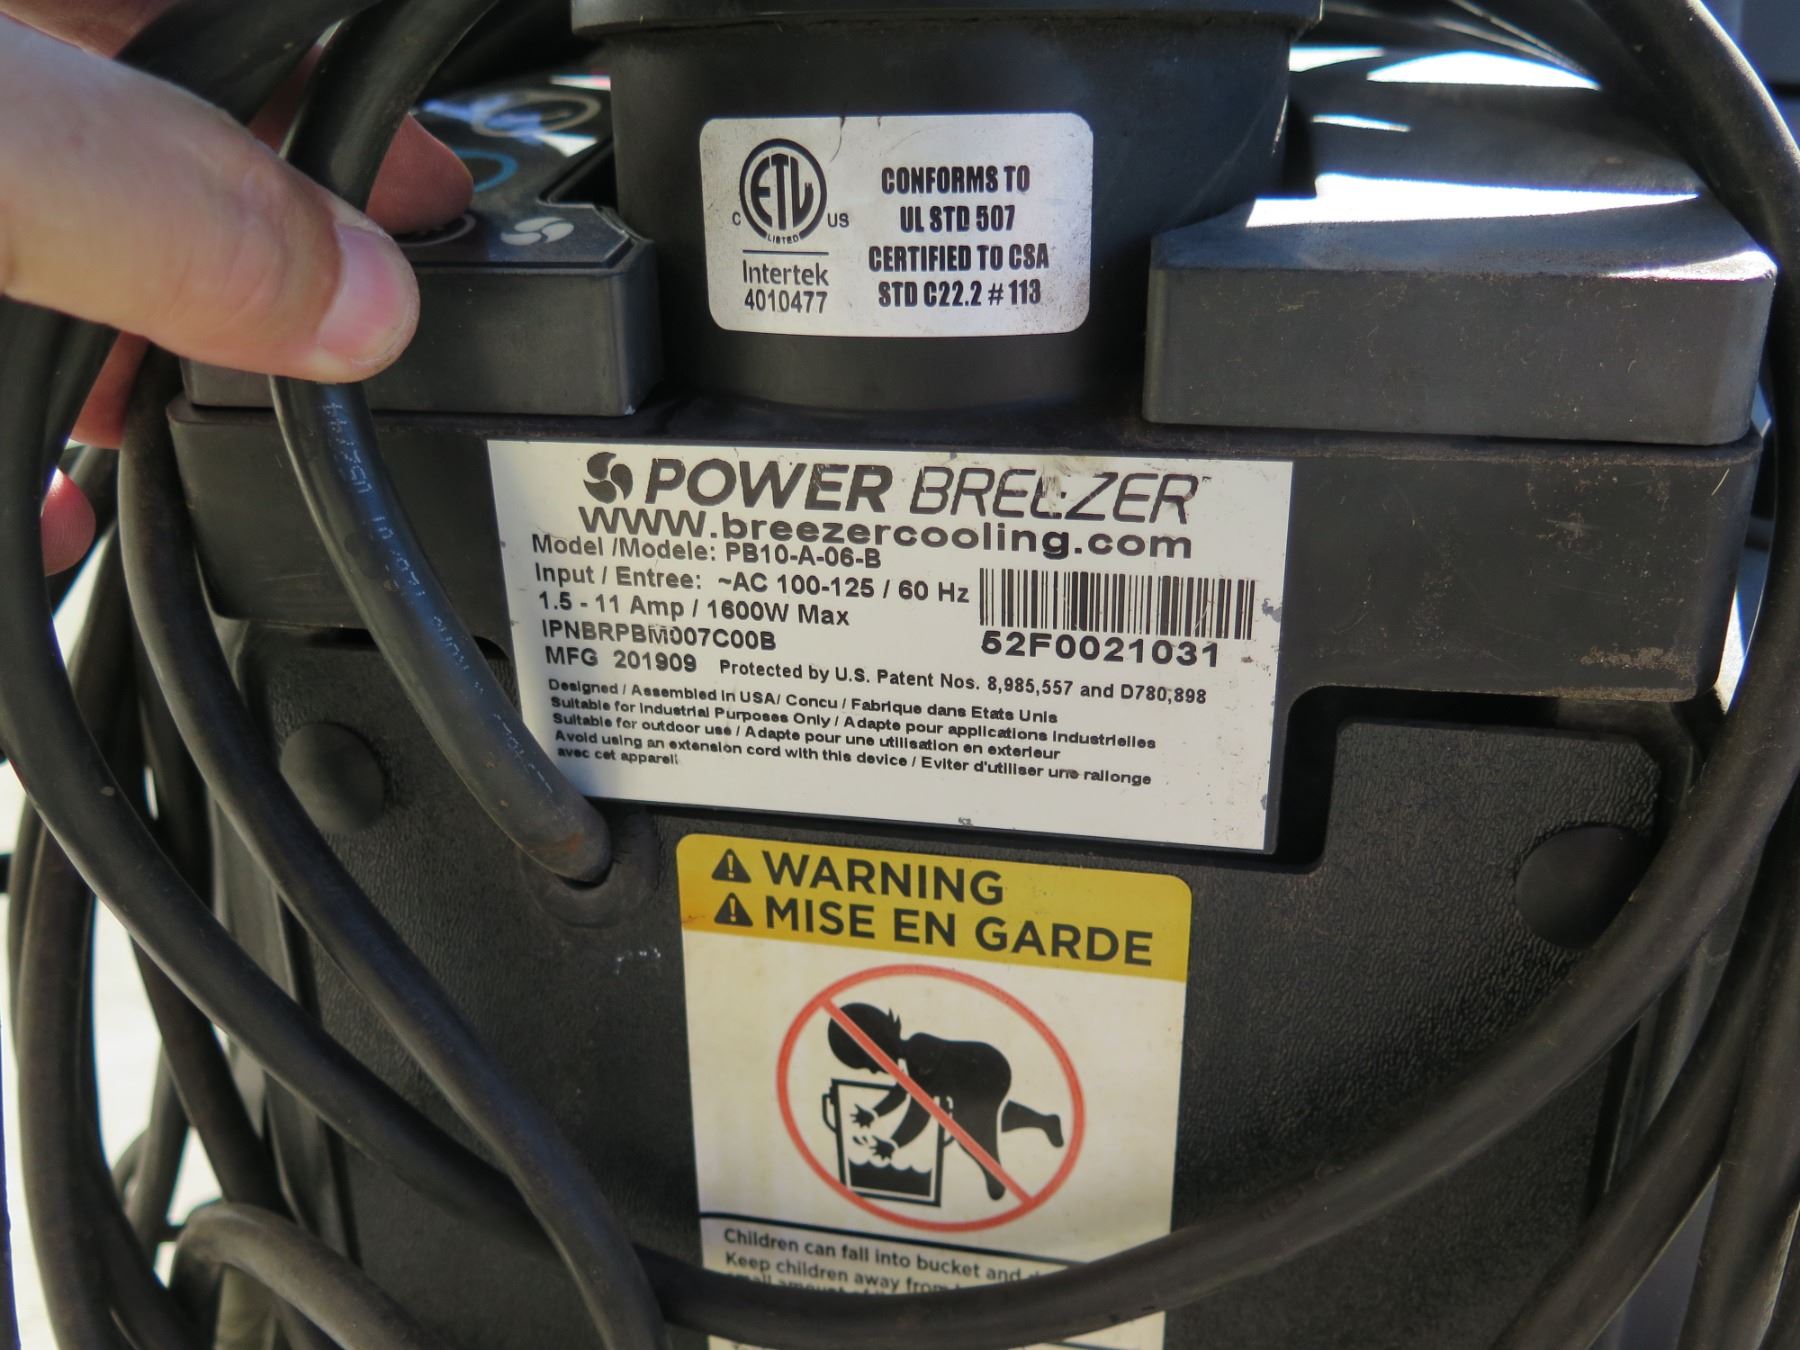 ETL
C US
LISTED
Intertek
4010477
CONFORMS TO
UL STD 507
CERTIFIED TO CSA
STD C22.2 # 113
POWER BREEZER
www.breezercooling.com
Model /Modele: PB10-A-06-B
Input / Entree: ~AC 100-125 / 60 Hz
1.5 - 11 Amp / 1600W Max
IPNBRPBM007C00B
52F0021031
MFG 201909 Protected by U.S. Patent Nos. 8,985,557 and D780,898
Designed / Assembled in USA/ Concu / Fabrique dans Etats Unis
Suitable for Industrial Purposes Only / Adapte pour applications industrielles
Suitable for outdoor use / Adapte pour une utilisation en exterieur
Avoid using an extension cord with this device / Eviter d'utiliser une rallonge
avec cet appareil
WARNING
MISE EN GARDE
Children can fall into bucket and
Keep children away from
small amount